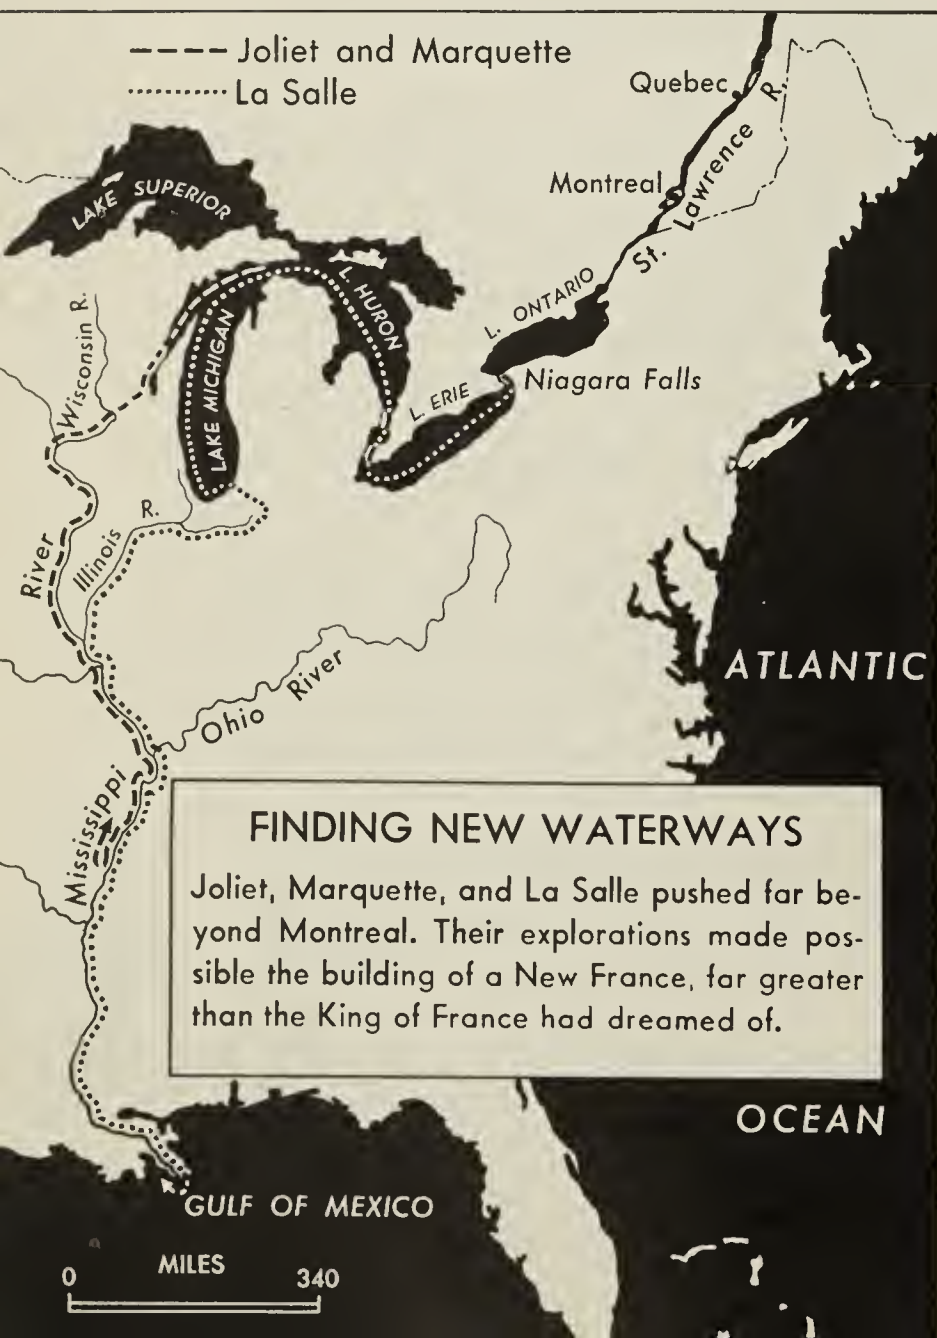 Joliet and Marquette
La Salle
Quebec
St. Lawrence R.
Montreal
LAKE SUPERIOR
L. HURON
L. ONTARIO
Wisconsin R.
LAKE MICHIGAN
L. ERIE
Niagara Falls
Illinois R.
River
Ohio River
ATLANTIC
Mississippi
FINDING NEW WATERWAYS
Joliet, Marquette, and La Salle pushed far be-
yond Montreal. Their explorations made pos-
sible the building of a New France, far greater
than the King of France had dreamed of.
OCEAN
GULF OF MEXICO
MILES
0 340